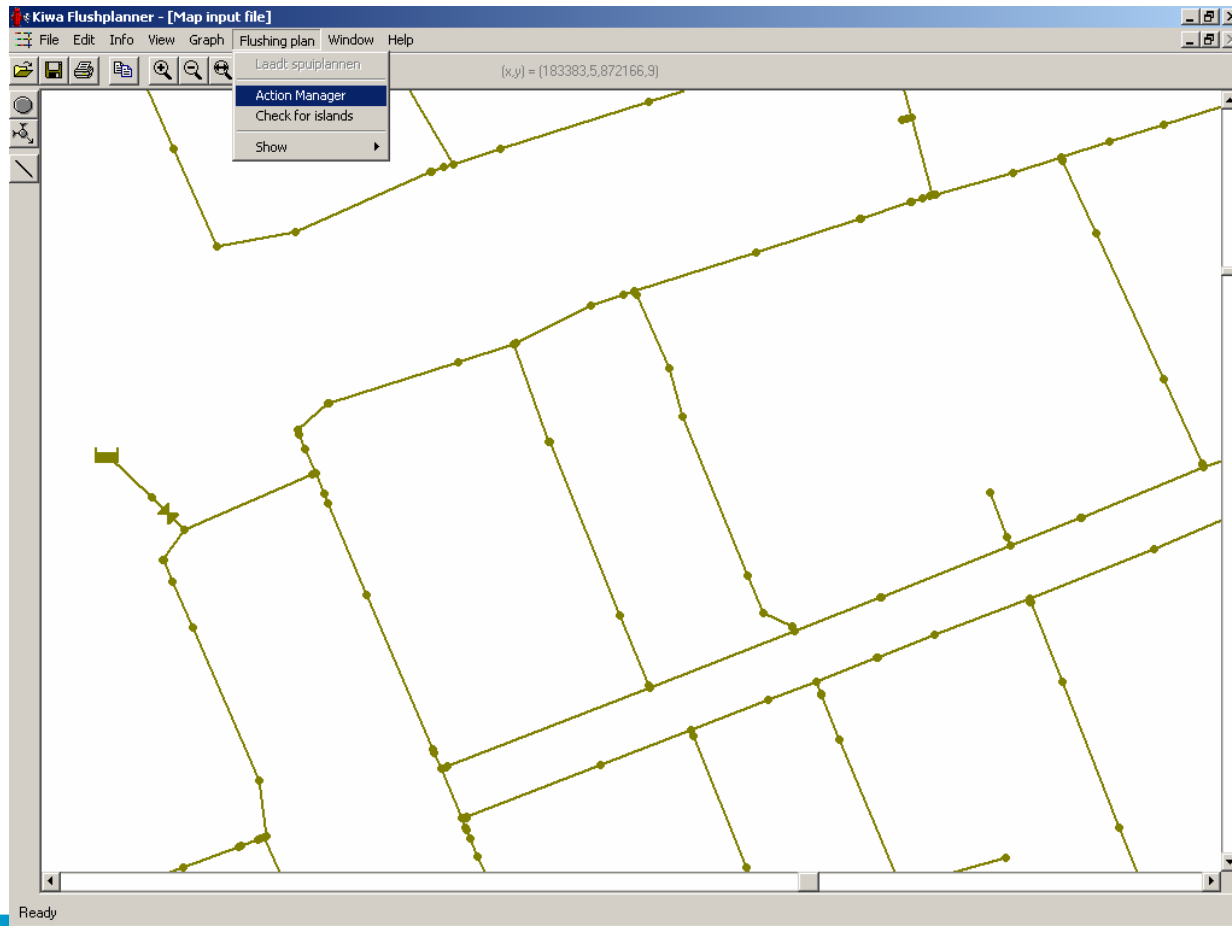 Kiwa Flushplanner - [Map input file]
File Edit Info View Graph Flushing plan Window Help
Laadt spuiplannen
(x,y) = (183383,5,872166,9)
Action Manager
Check for islands
Show
Ready